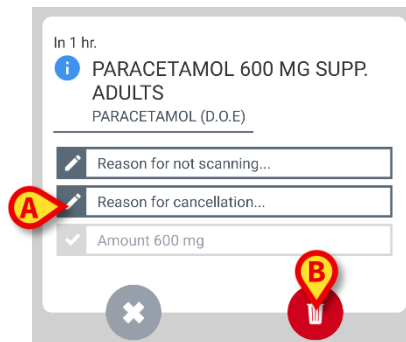 In 1 hr.
i
PARACETAMOL 600 MG SUPP.
ADULTS
PARACETAMOL (D.O.E)
Reason for not scanning...
Reason for cancellation...
A
Amount 600 mg
B